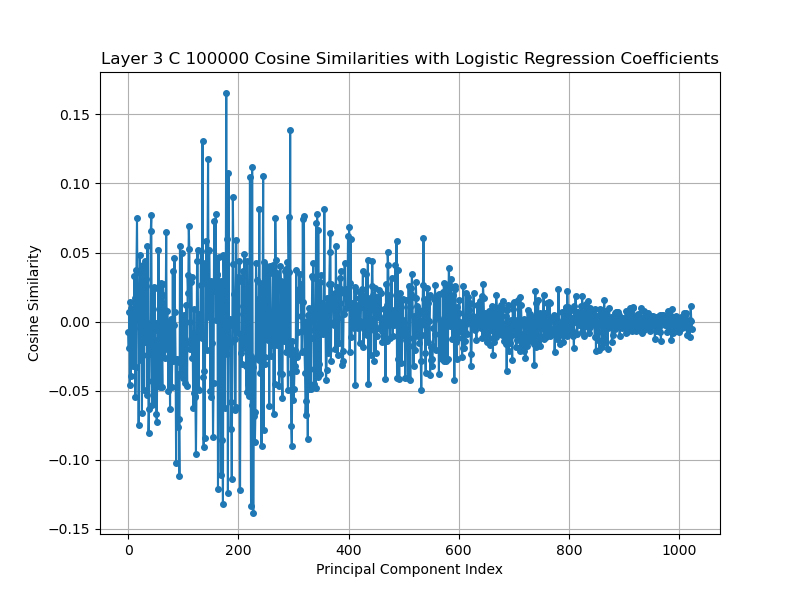 Layer 3 C 100000 Cosine Similarities with Logistic Regression Coefficients
0.15
0.10
0.05
0.00
−0.05
−0.10
−0.15
Cosine Similarity
0 200 400 600 800 1000
Principal Component Index